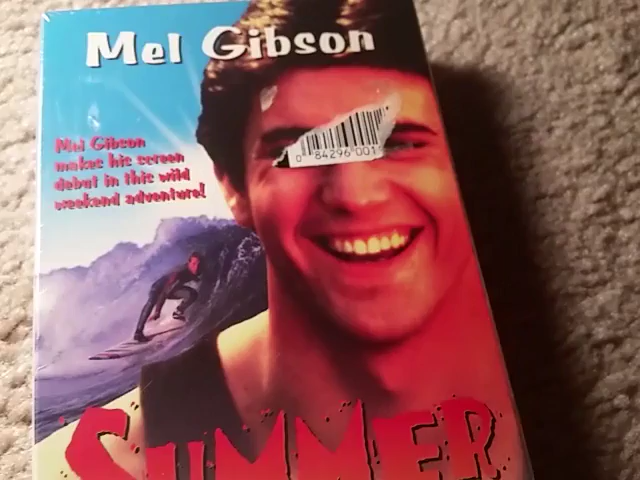 Mel Gibson
Mel Gibson
makes his screen
debut in this wild
weekend adventure!
0 84296 001
SUMMER